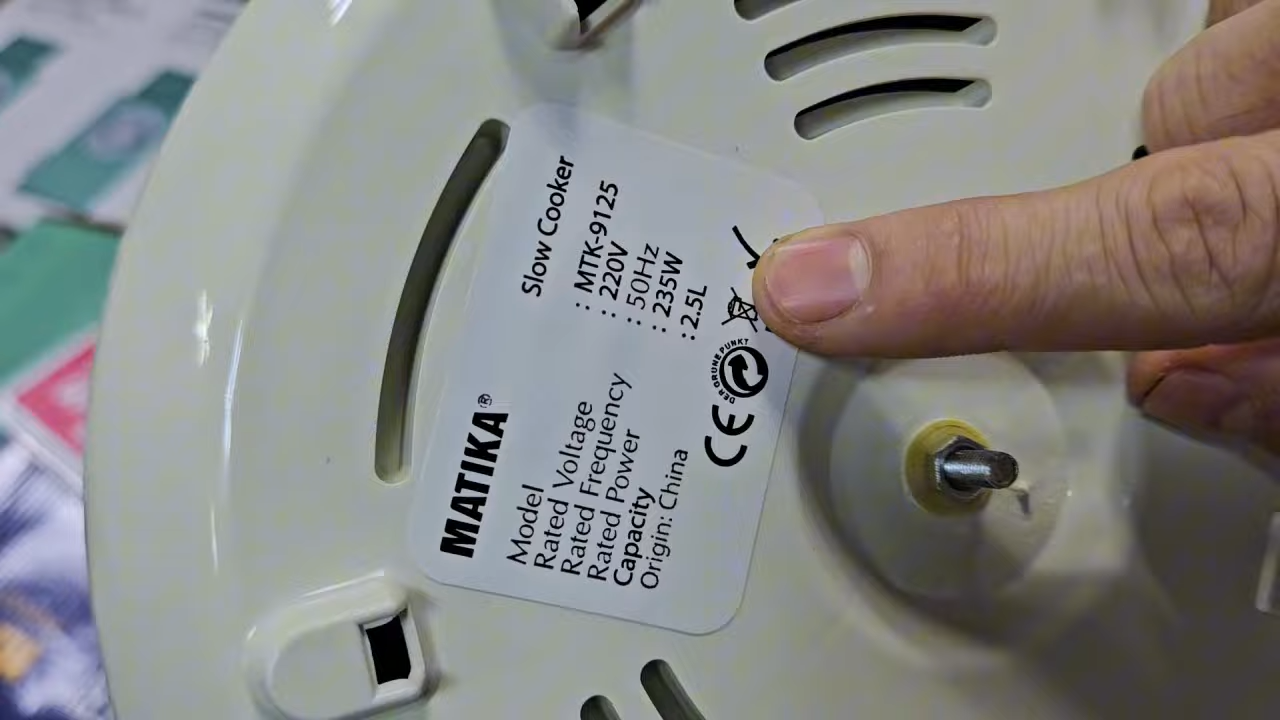 MATIKA®
Slow Cooker
Model : MTK-9125
Rated Voltage : 220V
Rated Frequency : 50Hz
Rated Power : 235W
Capacity : 2.5L
Origin: China
CE DER GRÜNE PUNKT